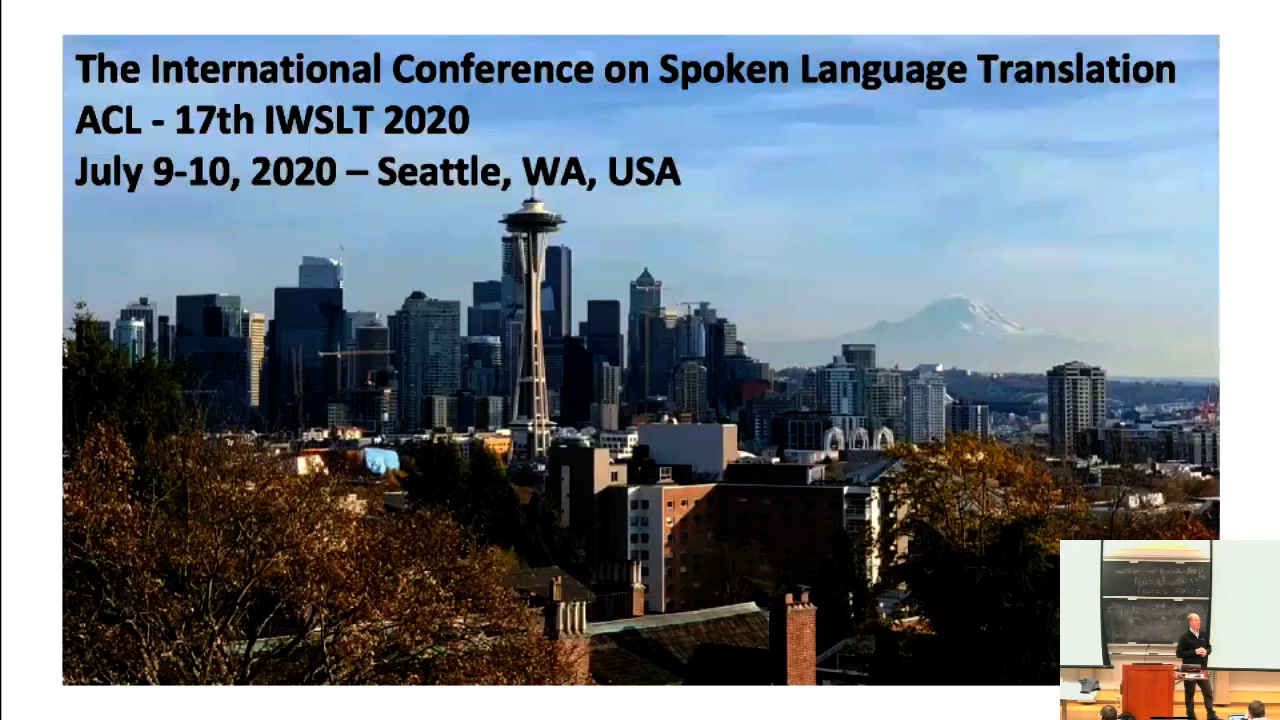 The International Conference on Spoken Language Translation
ACL - 17th IWSLT 2020
July 9-10, 2020 – Seattle, WA, USA